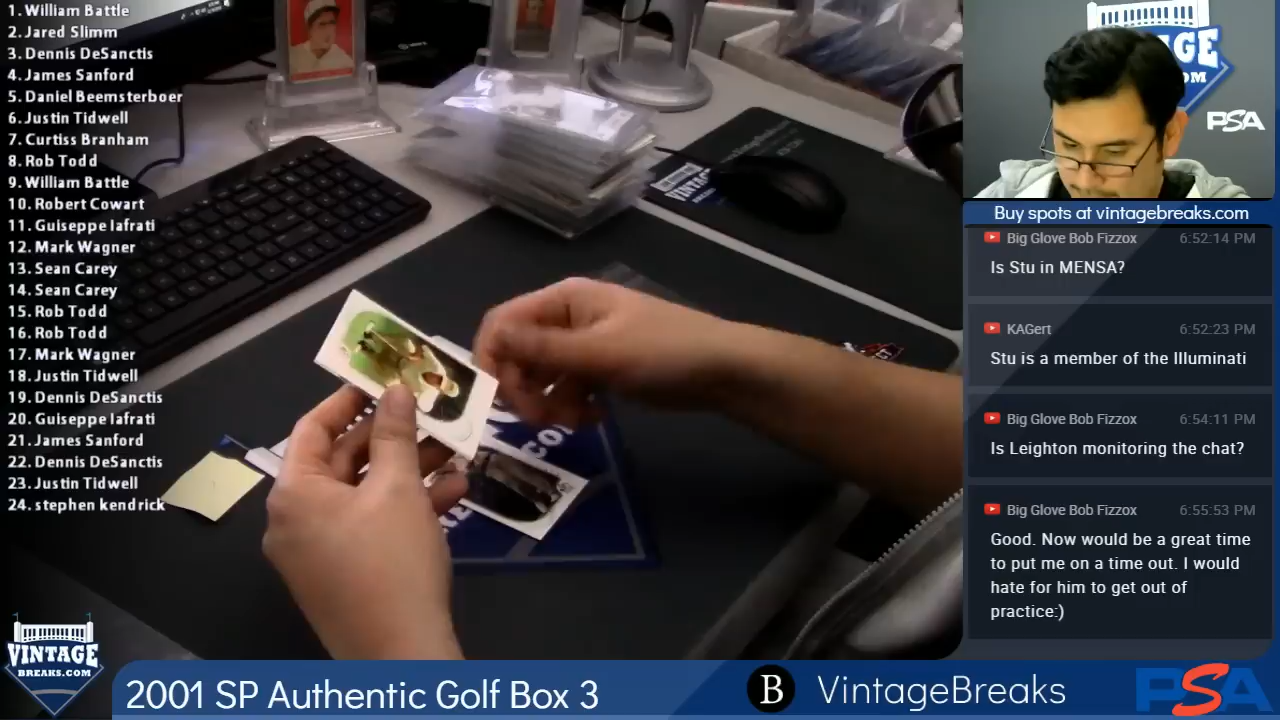 1. William Battle
2. Jared Slimm
3. Dennis DeSanctis
4. James Sanford
5. Daniel Beemsterboer
6. Justin Tidwell
7. Curtiss Branham
8. Rob Todd
9. William Battle
10. Robert Cowart
11. Guiseppe Iafrati
12. Mark Wagner
13. Sean Carey
14. Sean Carey
15. Rob Todd
16. Rob Todd
17. Mark Wagner
18. Justin Tidwell
19. Dennis DeSanctis
20. Guiseppe Iafrati
21. James Sanford
22. Dennis DeSanctis
23. Justin Tidwell
24. stephen kendrick
PSA
Buy spots at vintagebreaks.com
Big Glove Bob Fizzox 6:52:14 PM
Is Stu in MENSA?
KAGert 6:52:23 PM
Stu is a member of the Illuminati
Big Glove Bob Fizzox 6:54:11 PM
Is Leighton monitoring the chat?
Big Glove Bob Fizzox 6:55:53 PM
Good. Now would be a great time
to put me on a time out. I would
hate for him to get out of
practice:)
VINTAGE
BREAKS.COM
2001 SP Authentic Golf Box 3
B VintageBreaks
PSA